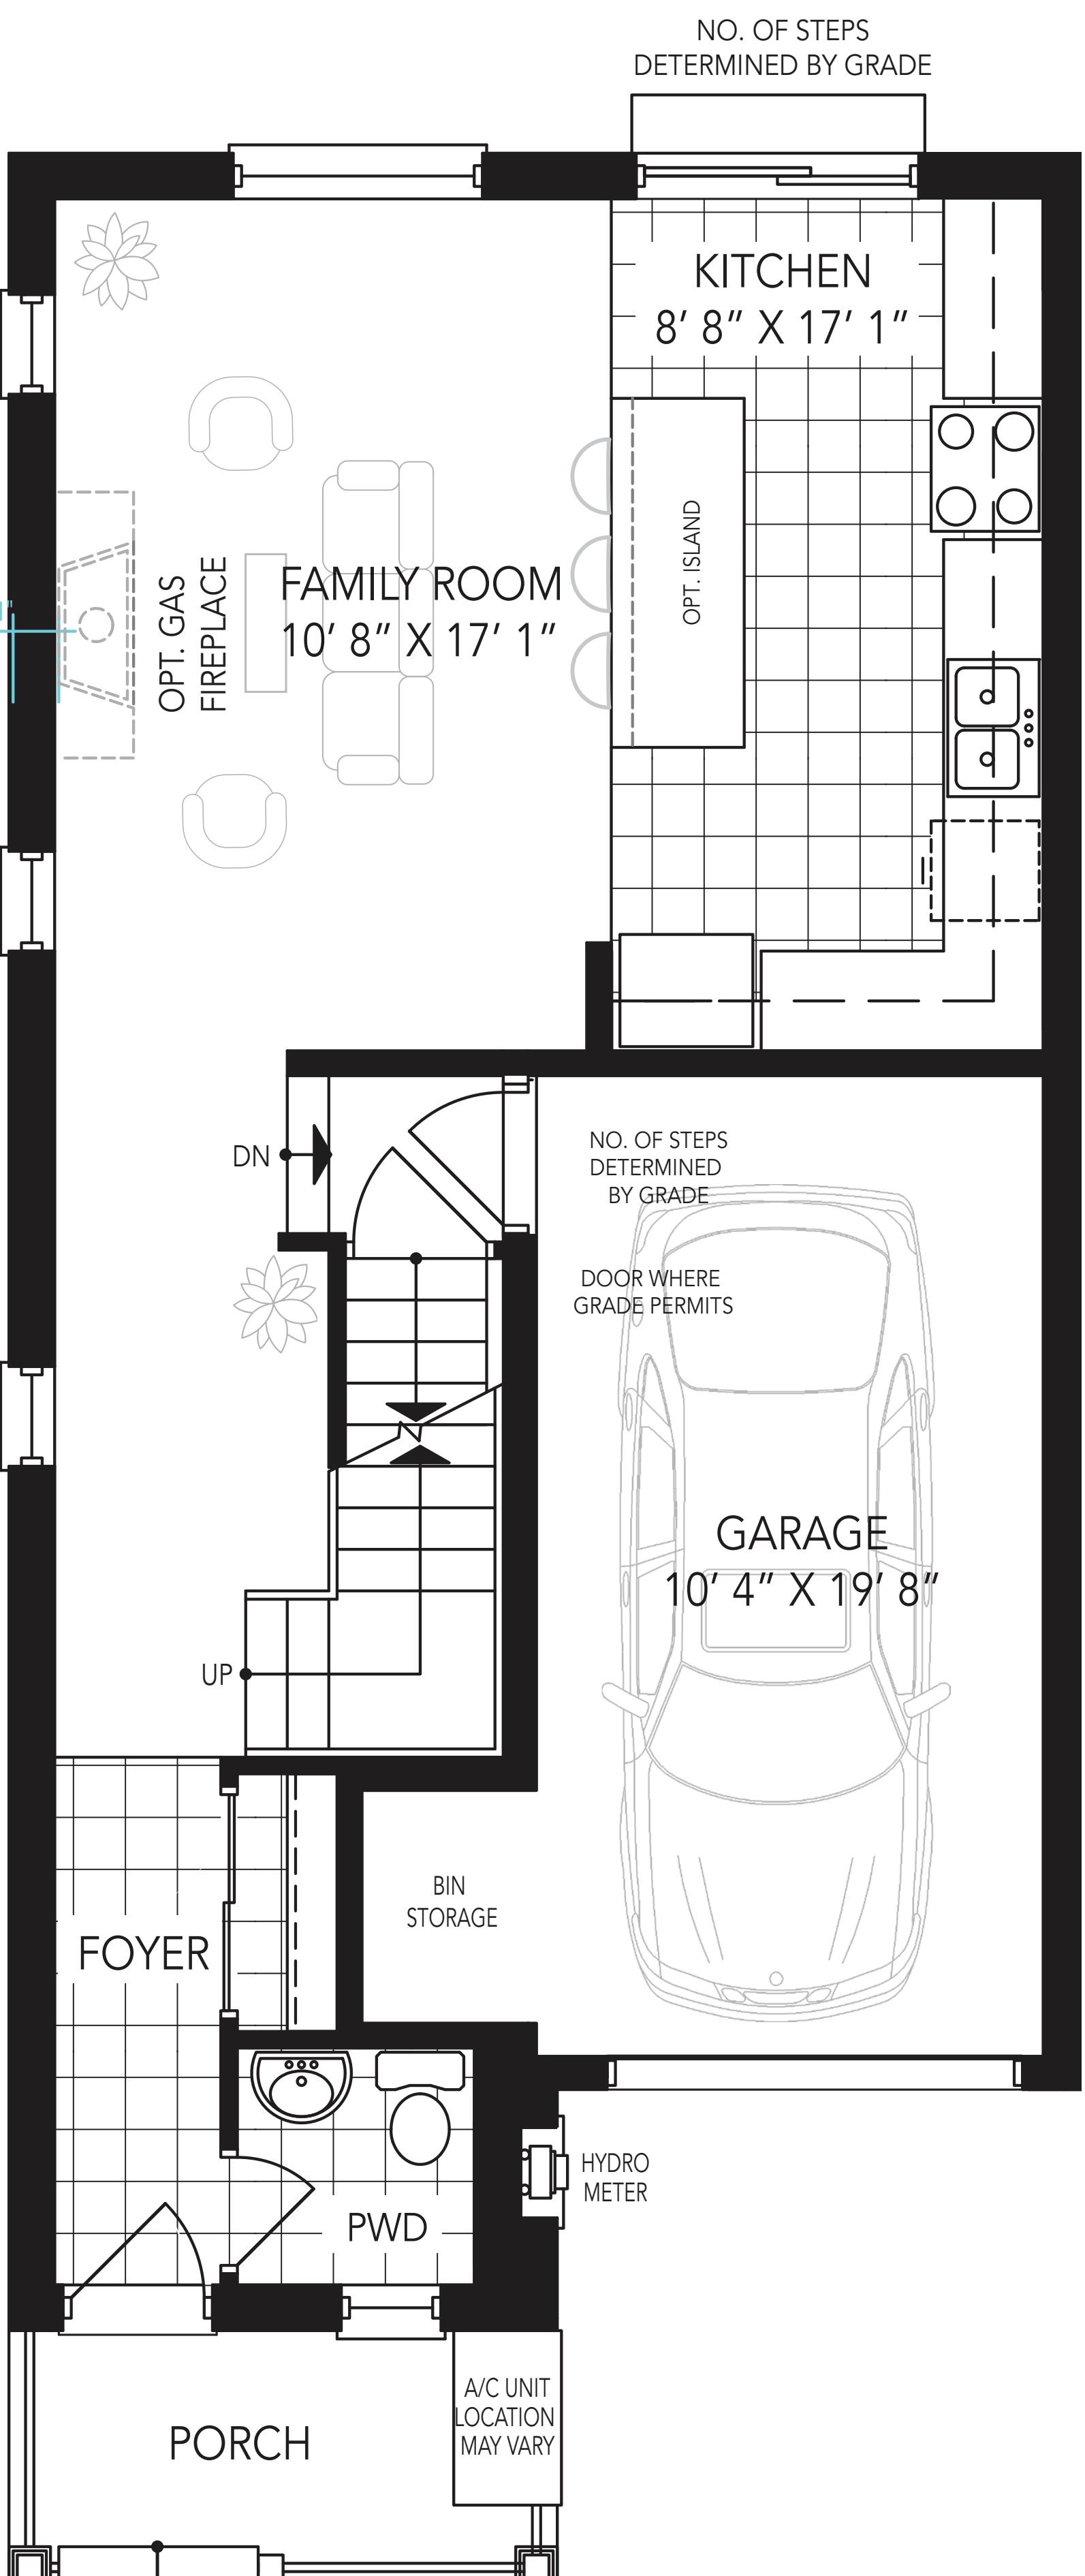 NO. OF STEPS
DETERMINED BY GRADE
KITCHEN
8' 8" X 17' 1"
OPT. ISLAND
FAMILY ROOM
10' 8" X 17' 1"
OPT. GAS
FIREPLACE
DN
NO. OF STEPS
DETERMINED
BY GRADE
DOOR WHERE
GRADE PERMITS
GARAGE
10' 4" X 19' 8"
UP
BIN
STORAGE
FOYER
HYDRO
METER
PWD
A/C UNIT
LOCATION
MAY VARY
PORCH